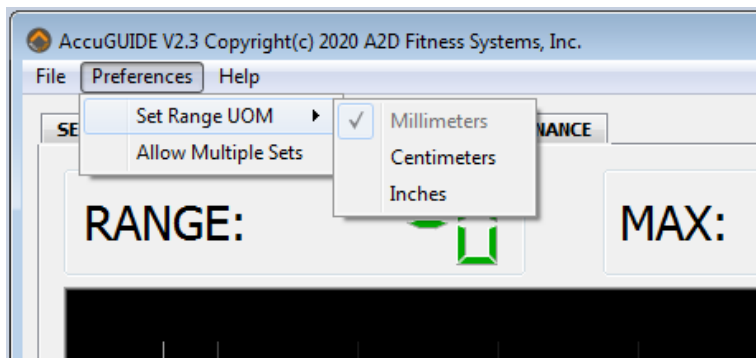 AccuGUIDE V2.3 Copyright(c) 2020 A2D Fitness Systems, Inc.
File Preferences Help
Set Range UOM
Allow Multiple Sets
Millimeters
Centimeters
Inches
RANGE: -0 MAX: